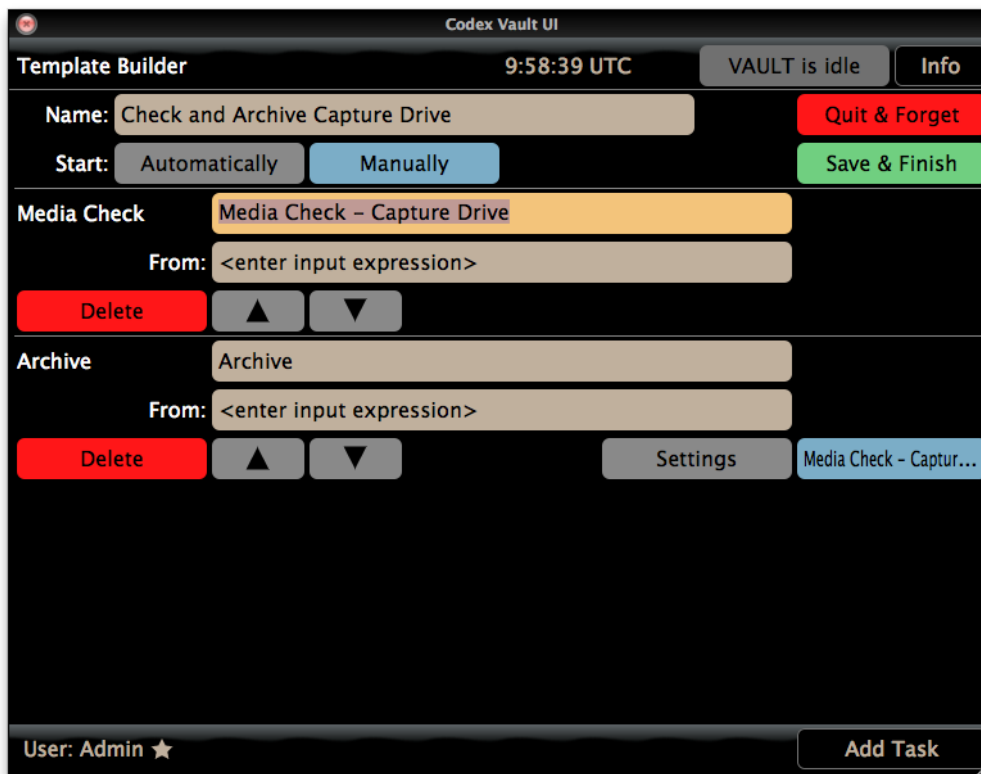 Codex Vault UI
Template Builder 9:58:39 UTC VAULT is idle Info
Name: Check and Archive Capture Drive Quit & Forget
Start: Automatically Manually Save & Finish
Media Check Media Check – Capture Drive
From: <enter input expression>
Delete ▲ ▼
Archive Archive
From: <enter input expression>
Delete ▲ ▼ Settings Media Check – Captur...
User: Admin ★ Add Task